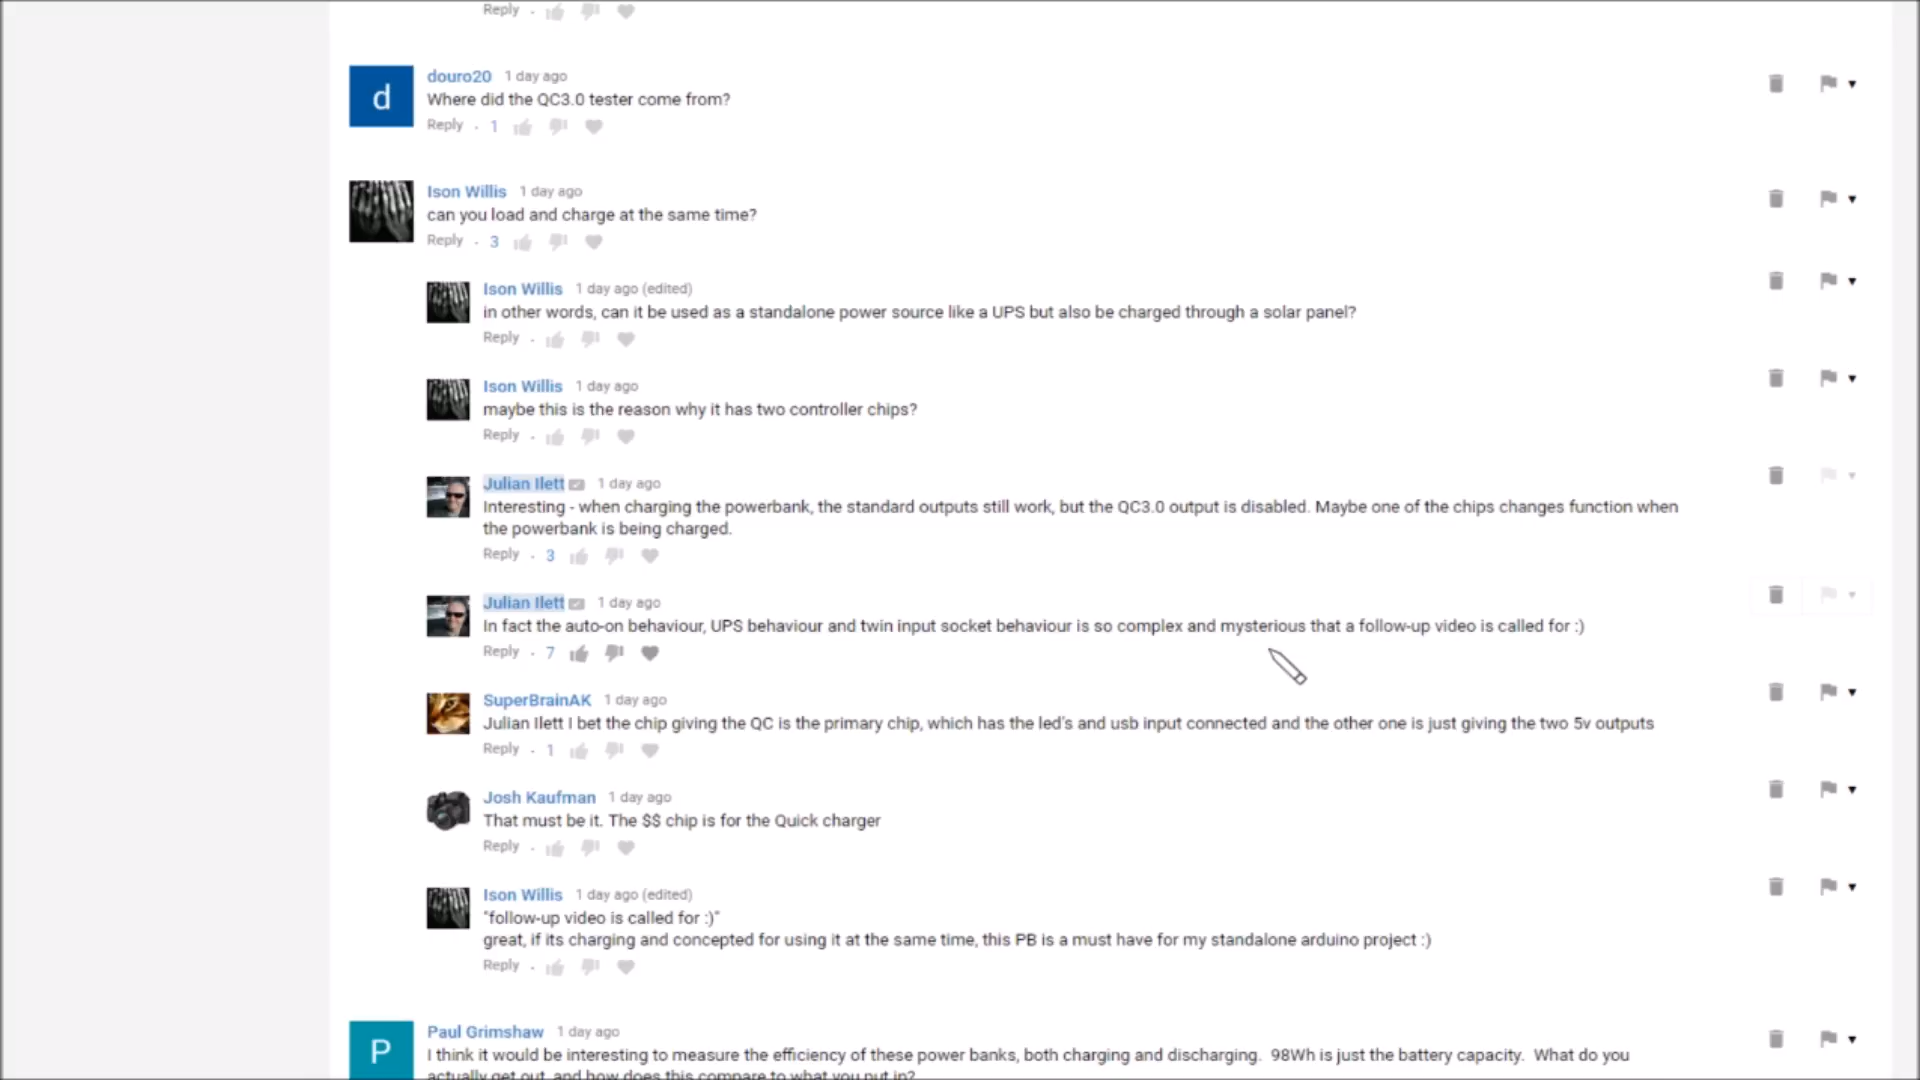 Reply
d
douro20 1 day ago
Where did the QC3.0 tester come from?
Reply · 1
Ison Willis 1 day ago
can you load and charge at the same time?
Reply · 3
Ison Willis 1 day ago (edited)
in other words, can it be used as a standalone power source like a UPS but also be charged through a solar panel?
Reply ·
Ison Willis 1 day ago
maybe this is the reason why it has two controller chips?
Reply ·
Julian Ilett 1 day ago
Interesting - when charging the powerbank, the standard outputs still work, but the QC3.0 output is disabled. Maybe one of the chips changes function when
the powerbank is being charged.
Reply · 3
Julian Ilett 1 day ago
In fact the auto-on behaviour, UPS behaviour and twin input socket behaviour is so complex and mysterious that a follow-up video is called for :)
Reply · 7
SuperBrainAK 1 day ago
Julian Ilett I bet the chip giving the QC is the primary chip, which has the led's and usb input connected and the other one is just giving the two 5v outputs
Reply · 1
Josh Kaufman 1 day ago
That must be it. The $$ chip is for the Quick charger
Reply ·
Ison Willis 1 day ago (edited)
"follow-up video is called for :)"
great, if its charging and concepted for using it at the same time, this PB is a must have for my standalone arduino project :)
Reply ·
P
Paul Grimshaw 1 day ago
I think it would be interesting to measure the efficiency of these power banks, both charging and discharging. 98Wh is just the battery capacity. What do you
actually get out, and how does this compare to what you put in?